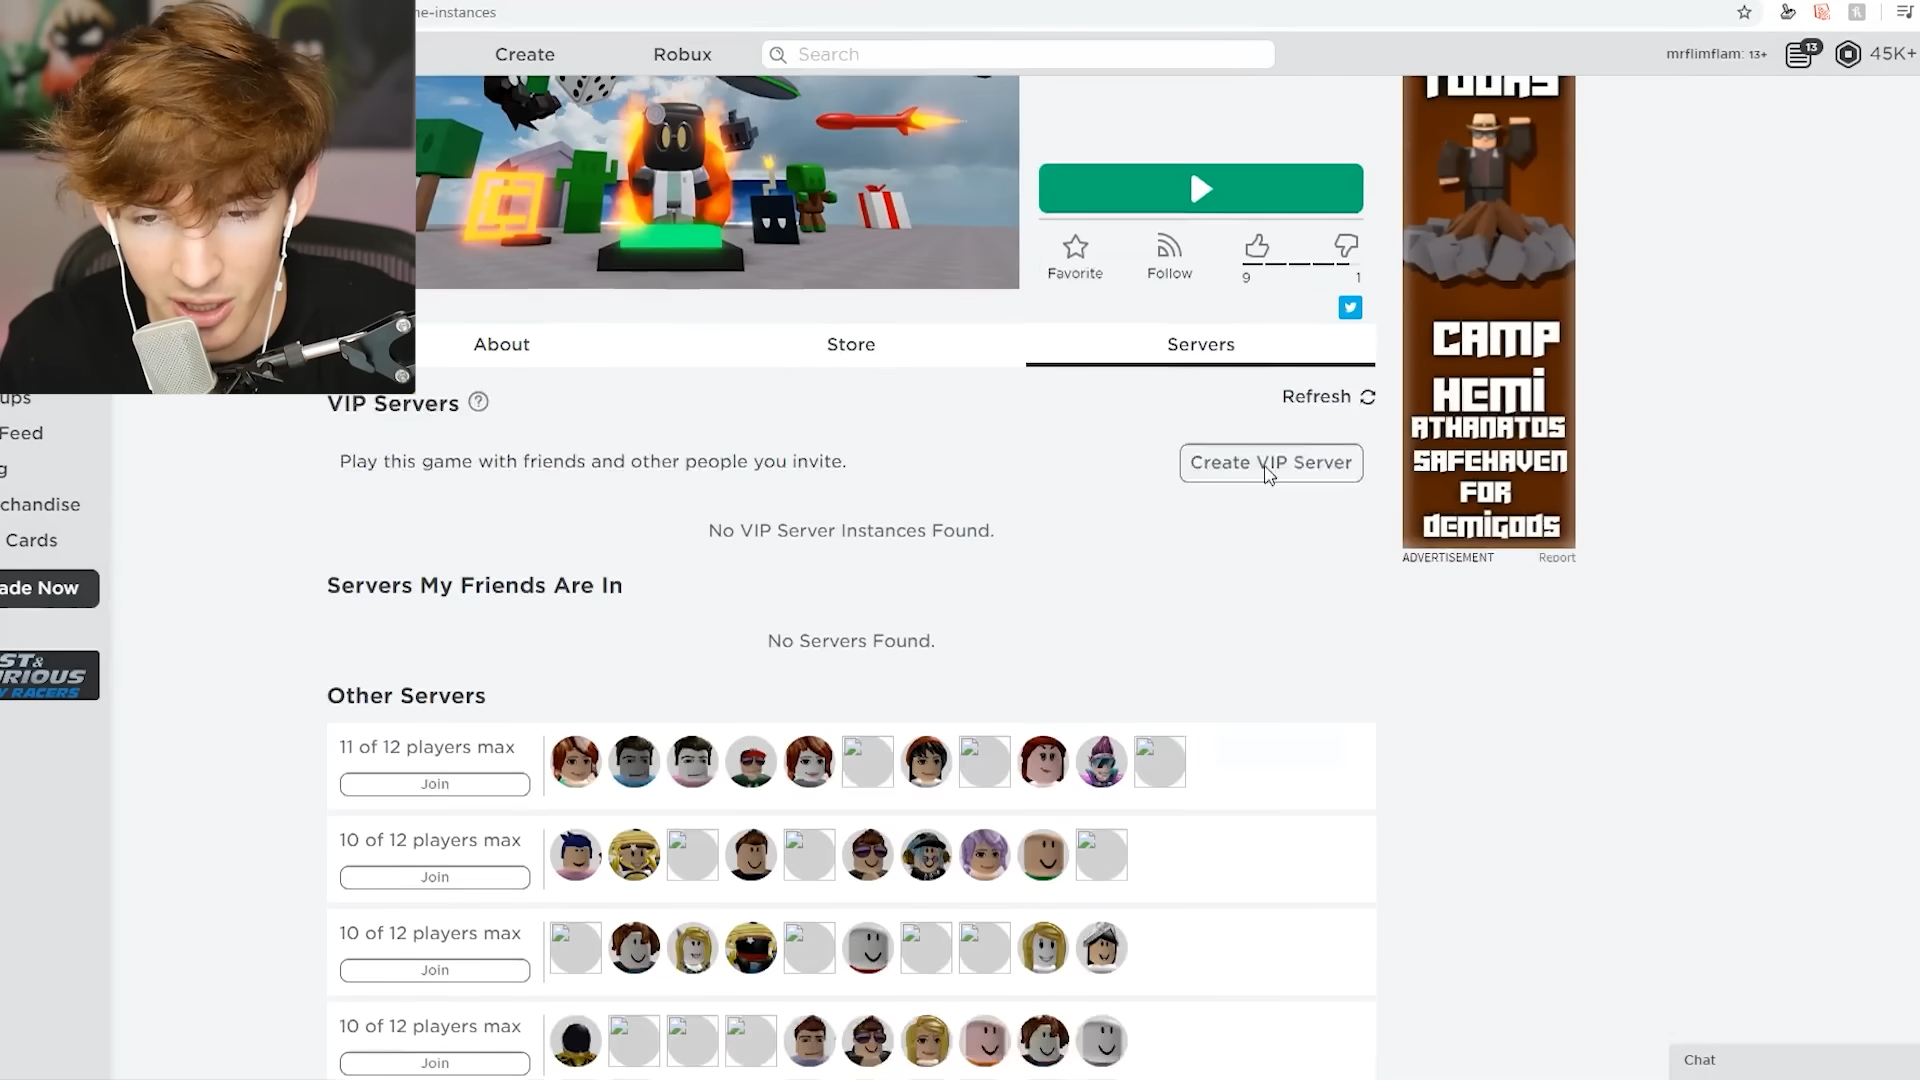 ne-instances
Create
Robux
Search
mrflimflam: 13+
13
45K+
Favorite
Follow
9
1
About
Store
Servers
ups
Feed
g
chandise
Cards
ade Now
ST&
RIOUS
Y RACERS
VIP Servers
Refresh
Play this game with friends and other people you invite.
Create VIP Server
No VIP Server Instances Found.
Servers My Friends Are In
No Servers Found.
Other Servers
11 of 12 players max
Join
10 of 12 players max
Join
10 of 12 players max
Join
10 of 12 players max
Join
CAMP
HEMI
ATHANATOS
SAFEHAVEN
FOR
DEMIGODS
ADVERTISEMENT
Report
Chat